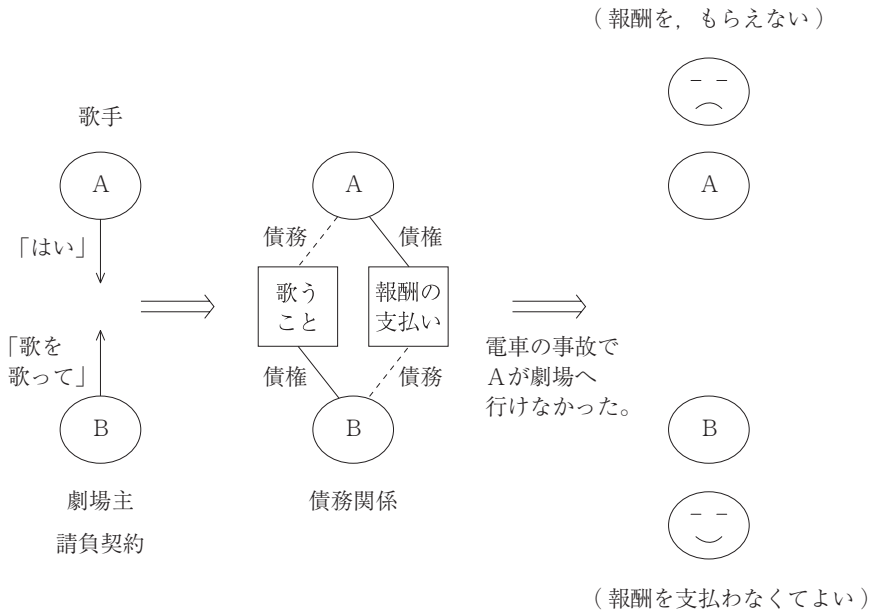 （報酬を，もらえない）
歌手
A
A
A
「はい」
債務
債権
歌う
こと
報酬の
支払い
「歌を
歌って」
債権
債務
電車の事故で
Aが劇場へ
行けなかった。
B
B
B
劇場主
債務関係
請負契約
（報酬を支払わなくてよい）